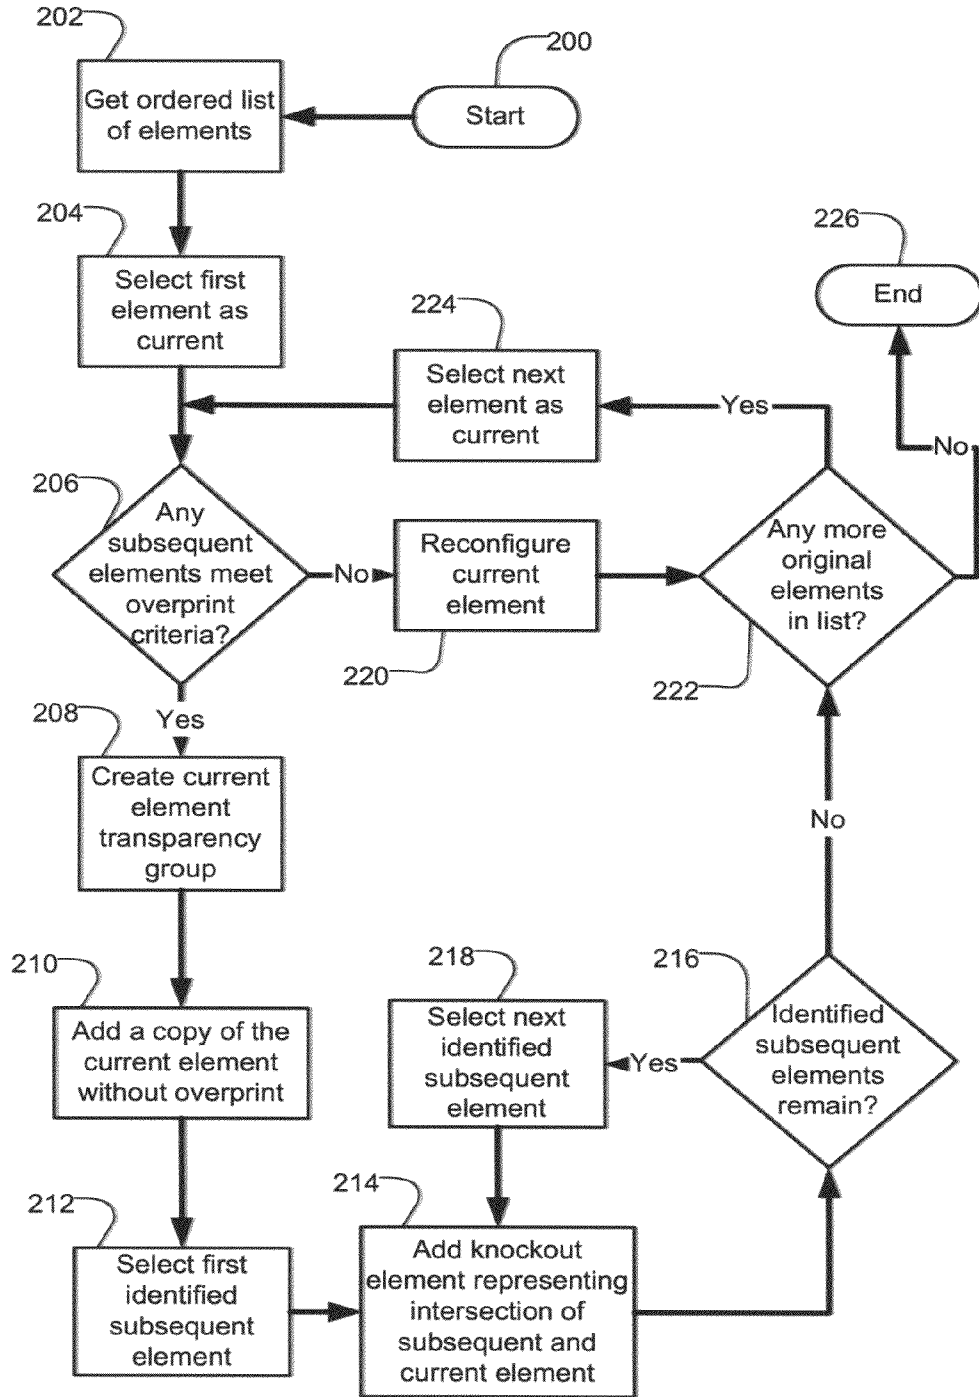 202
200
Get ordered list
of elements
Start
204
226
Select first
element as
current
End
224
Select next
element as
current
Yes
No
206
Any
subsequent
elements meet
overprint
criteria?
No
Reconfigure
current
element
220
Any more
original
elements
in list?
222
208
Yes
Create current
element
transparency
group
No
210
Add a copy of the
current element
without overprint
218
Select next
identified
subsequent
element
216
Yes
Identified
subsequent
elements
remain?
212
Select first
identified
subsequent
element
214
Add knockout
element representing
intersection of
subsequent and
current element